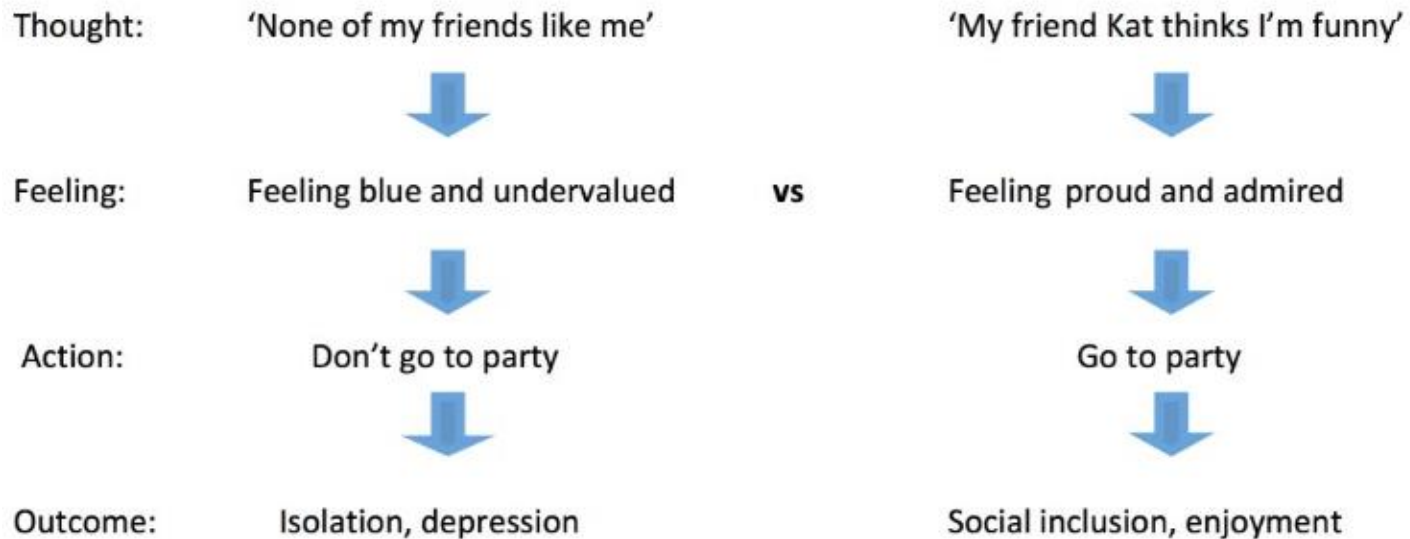 Thought: ‘None of my friends like me’ ‘My friend Kat thinks I’m funny’
Feeling: Feeling blue and undervalued vs Feeling proud and admired
Action: Don’t go to party Go to party
Outcome: Isolation, depression Social inclusion, enjoyment